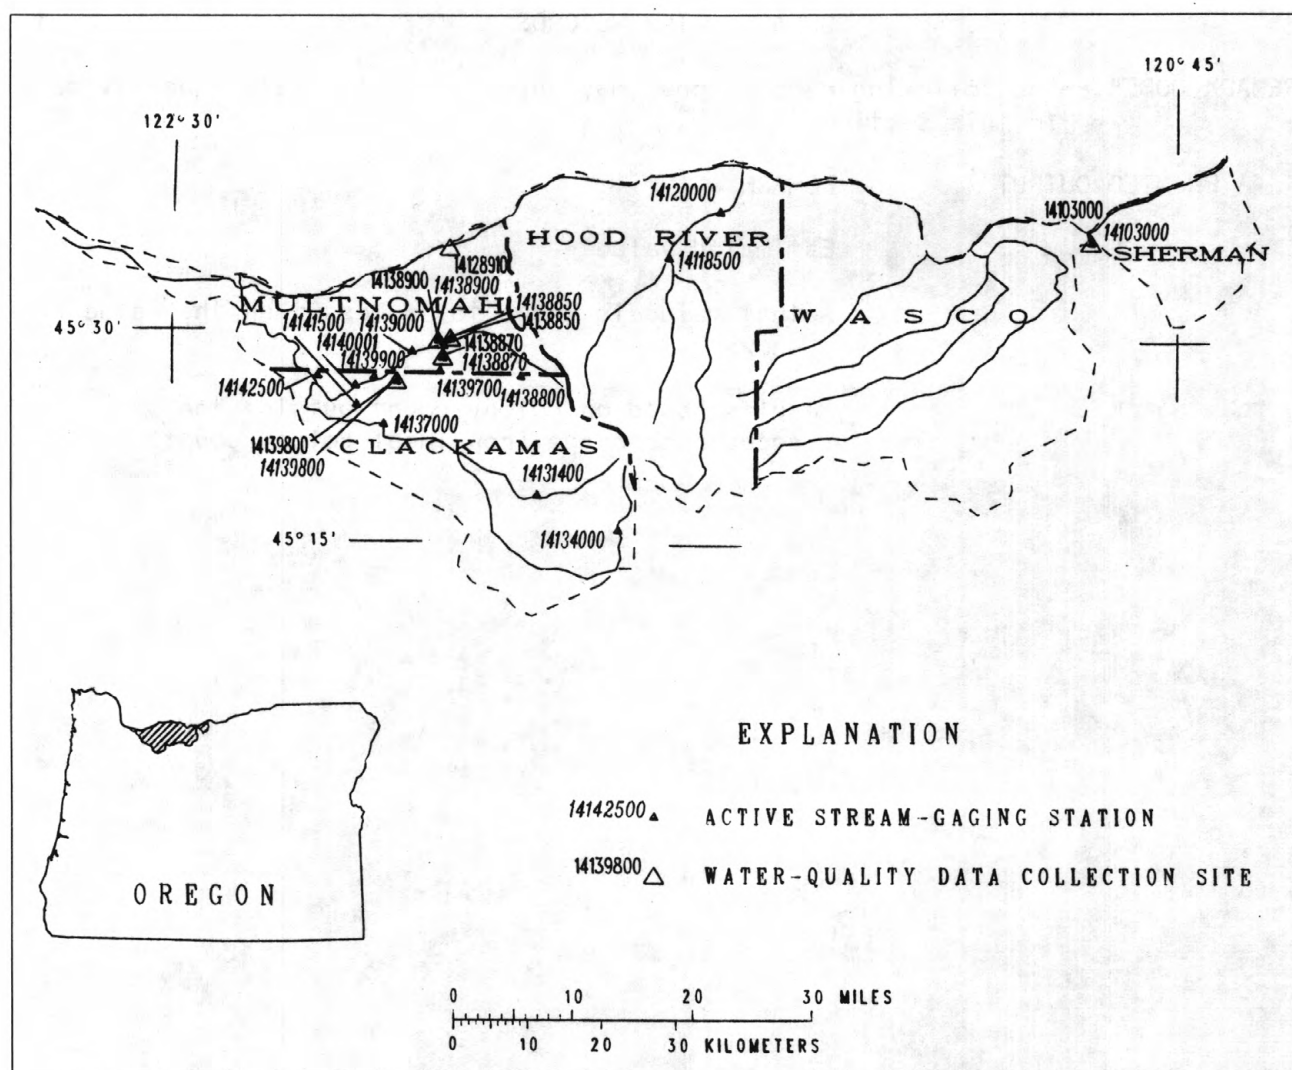 120° 45'
122° 30'
14120000
14103000
14103000
HOOD RIVER
SHERMAN
14128910
14118500
14138900
14138900
MULTNOMAH
14138850
14138850
WASCO
45° 30'
14141500
14139000
14140001
14138870
14138870
14139900
14142500
14139700
14138800
14137000
14139800
14139800
CLACKAMAS
14131400
45° 15'
14134000
EXPLANATION
14142500 ACTIVE STREAM-GAGING STATION
14139800 WATER-QUALITY DATA COLLECTION SITE
OREGON
0 10 20 30 MILES
0 10 20 30 KILOMETERS